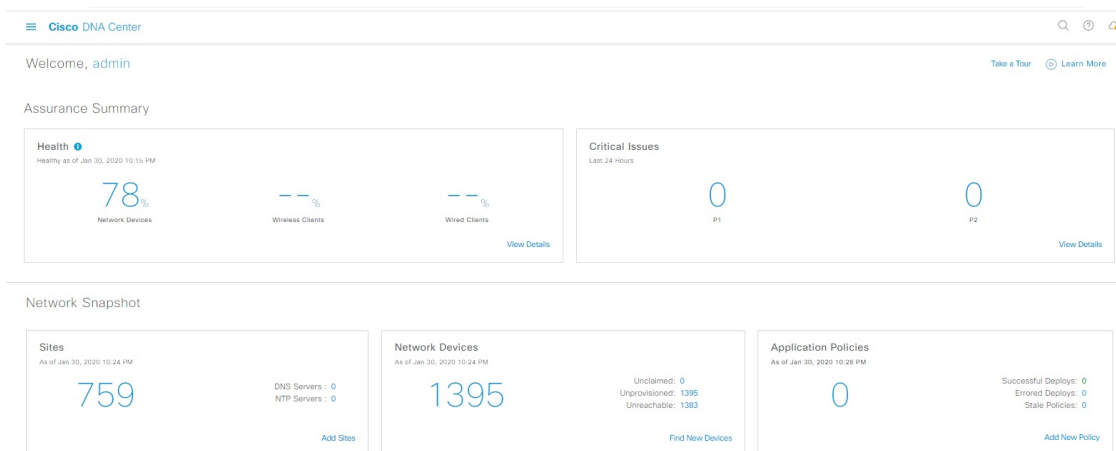 Cisco DNA Center
Welcome, admin
Take a Tour
Learn More
Assurance Summary
Health
Healthy as of Jan 30, 2020 10:15 PM
78%
Network Devices
--%
Wireless Clients
--%
Wired Clients
View Details
Critical Issues
Last 24 Hours
0
P1
0
P2
View Details
Network Snapshot
Sites
As of Jan 30, 2020 10:24 PM
759
DNS Servers : 0
NTP Servers : 0
Add Sites
Network Devices
As of Jan 30, 2020 10:24 PM
1395
Unclaimed: 0
Unprovisioned: 1395
Unreachable: 1383
Find New Devices
Application Policies
As of Jan 30, 2020 10:26 PM
0
Successful Deploys: 0
Errored Deploys: 0
Stale Policies: 0
Add New Policy